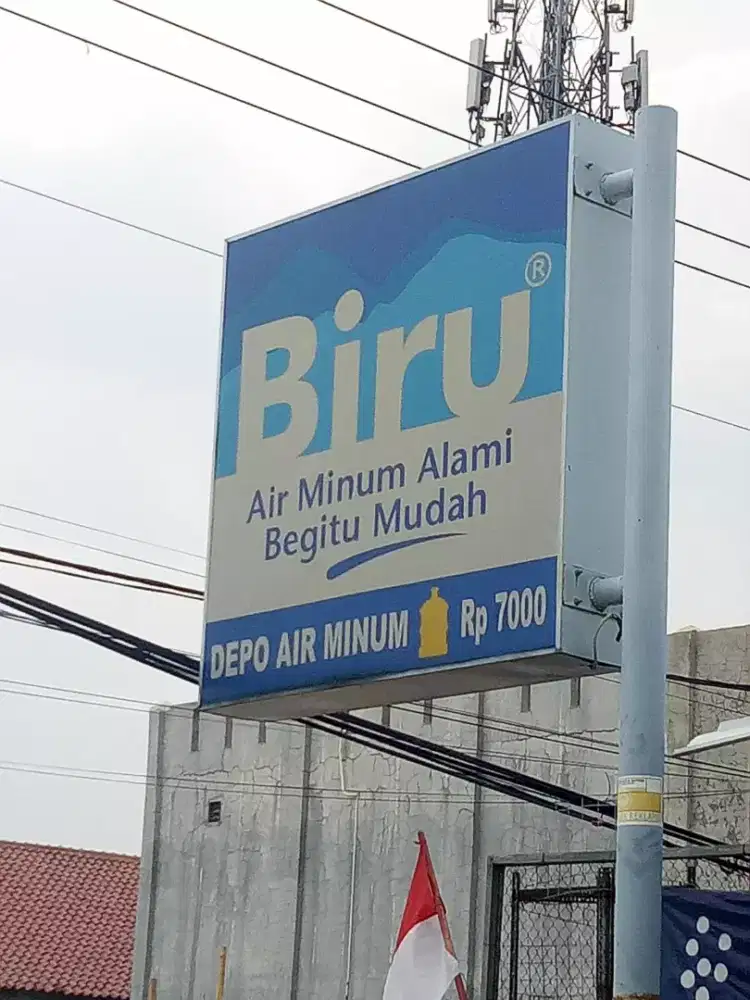 Biru®
Air Minum Alami
Begitu Mudah
DEPO AIR MINUM Rp 7000